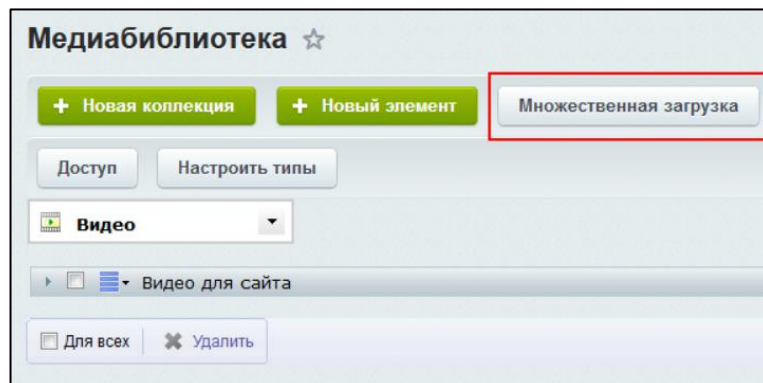 Медиабиблиотека
+ Новая коллекция + Новый элемент Множественная загрузка
Доступ Настроить типы
Видео
Видео для сайта
Для всех Удалить